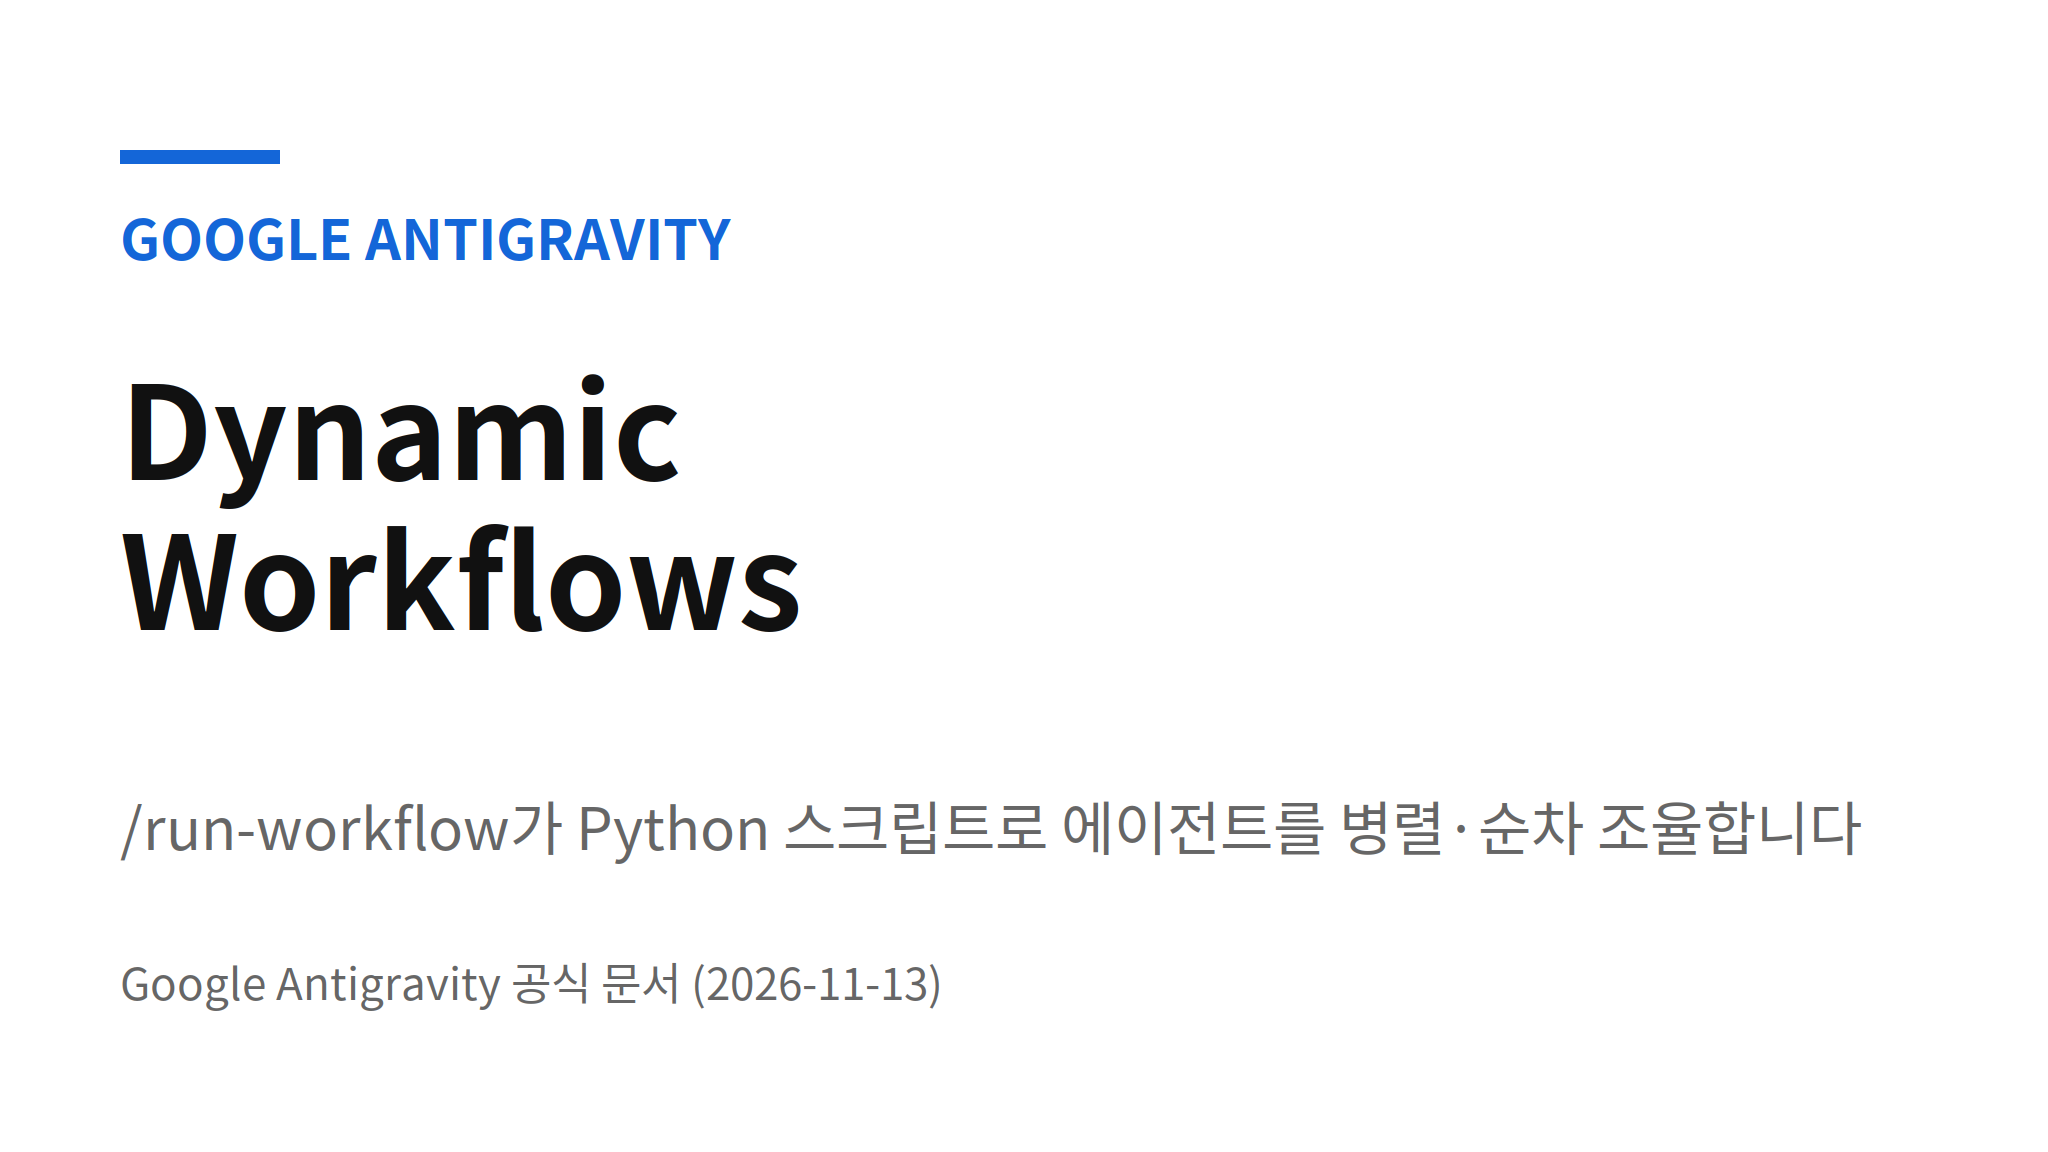 GOOGLE ANTIGRAVITY
Dynamic
Workflows
/run-workflow가 Python 스크립트로 에이전트를 병렬·순차 조율합니다
Google Antigravity 공식 문서 (2026-11-13)